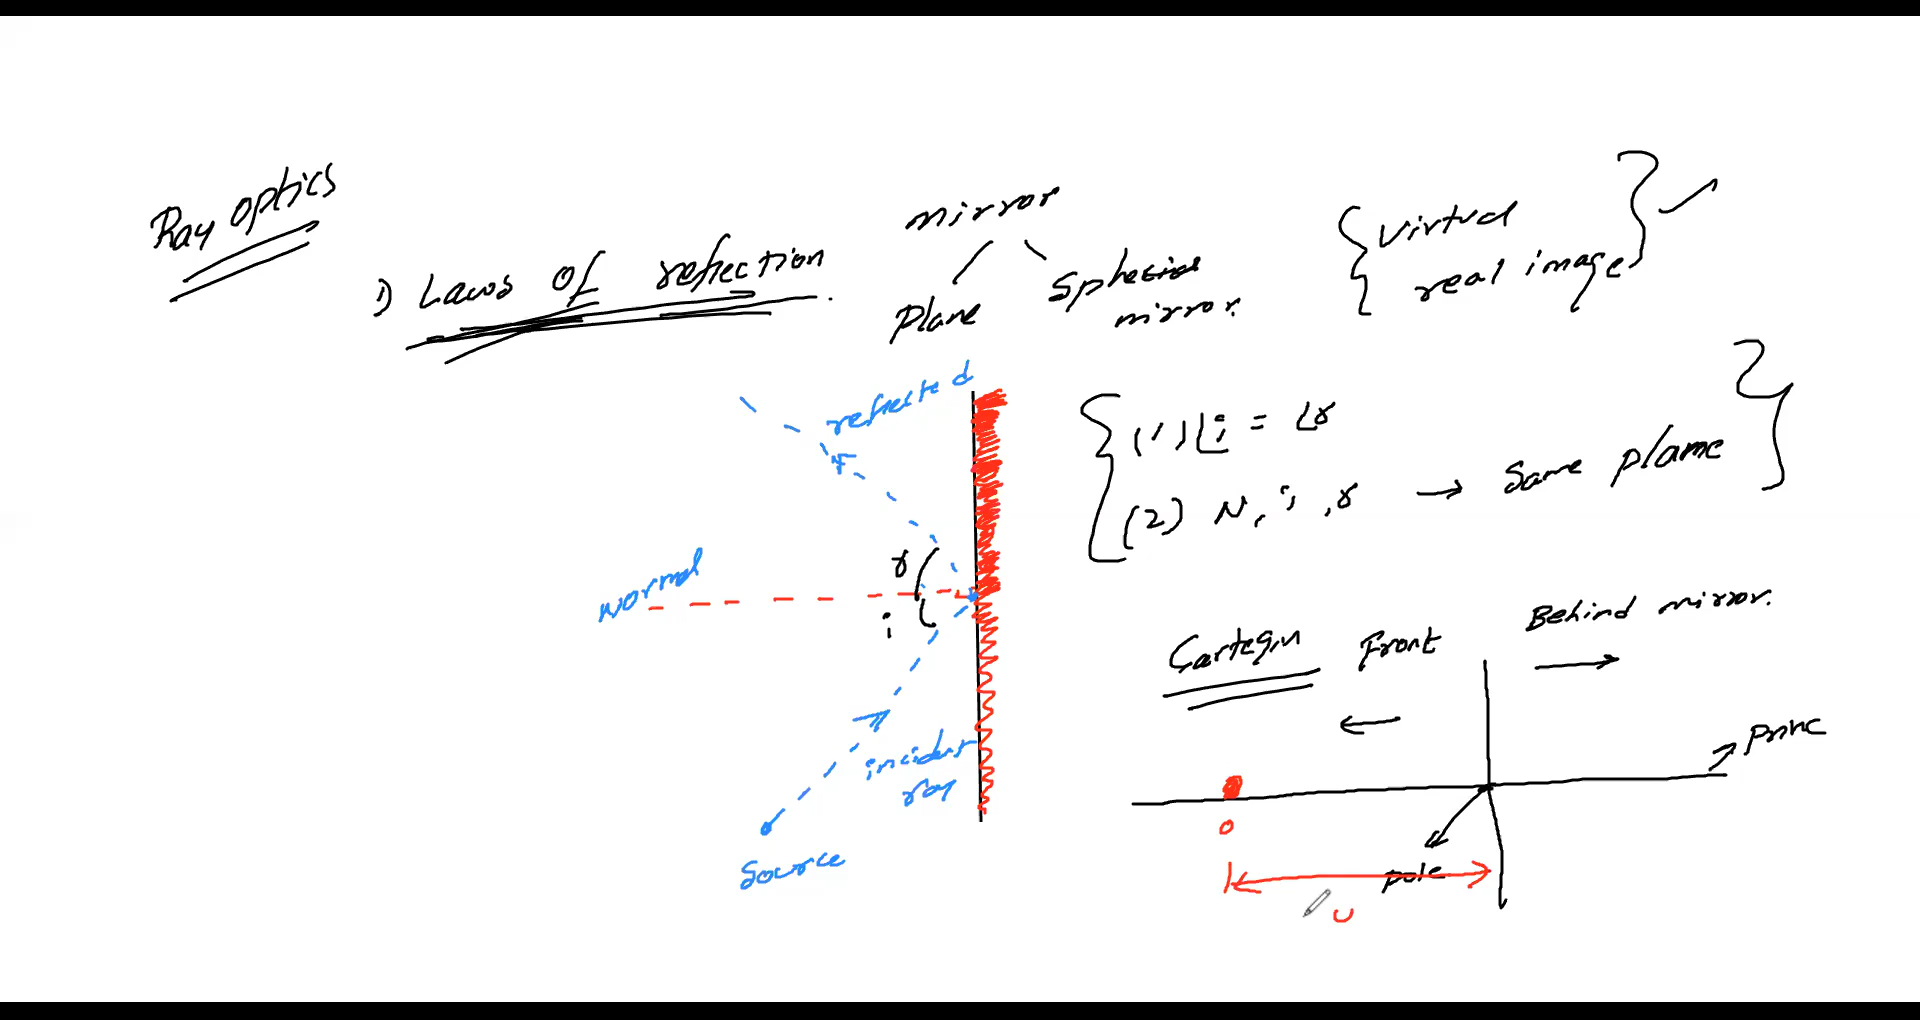 Ray optics
1) Laws of reflection.
mirror
Plane
Spherical
mirror.
{ Virtual
real image }
reflected
(1) ∠i = ∠r
(2) N, i, r → Same plane
r
normal
i
incident
ray
Source
Cartesian
Front
Behind mirror.
Princ
O
pole
u